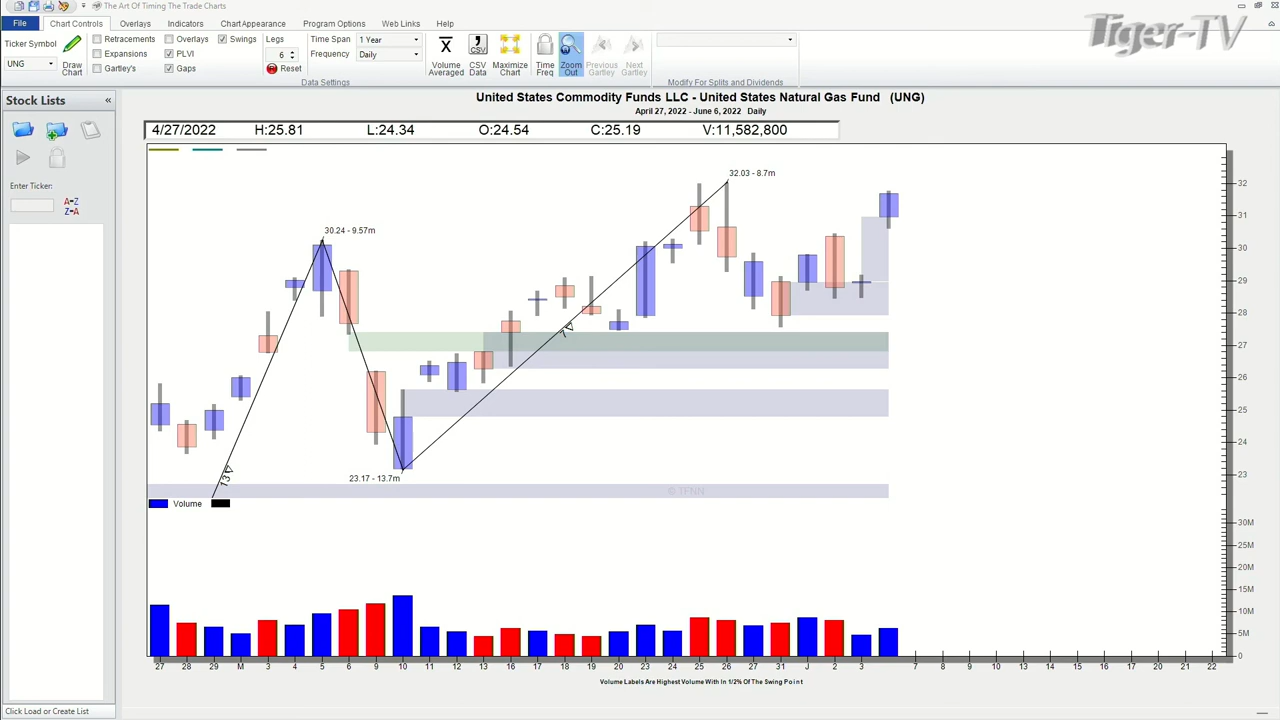 The Art Of Timing The Trade Charts
File Chart Controls Overlays Indicators Chart Appearance Program Options Web Links Help
Tiger-TV
Ticker Symbol
UNG
Draw
Chart
Retracements
Expansions
Gartley's
Overlays
PLVI
Gaps
Swings
Legs
6
Reset
Time Span 1 Year
Frequency Daily
Data Settings
Volume
Averaged
CSV
CSV
Data
Maximize
Chart
Time
Freq
Zoom
Out
Previous
Gartley
Next
Gartley
Modify For Splits and Dividends
Stock Lists «
Enter Ticker:
A-Z
Z-A
Click Load or Create List
United States Commodity Funds LLC - United States Natural Gas Fund (UNG)
April 27, 2022 - June 6, 2022 Daily
4/27/2022 H:25.81 L:24.34 O:24.54 C:25.19 V:11,582,800
32.03 - 8.7m
30.24 - 9.57m
23.17 - 13.7m
13
7
© TFNN
Volume
32
31
30
29
28
27
26
25
24
23
30M
25M
20M
15M
10M
5M
0
27 28 29 M 3 4 5 6 9 10 11 12 13 16 17 18 19 20 23 24 25 26 27 31 J 2 3 7 8 9 10 13 14 15 16 17 21 22
Volume Labels Are Highest Volume With In 1/2% Of The Swing Point